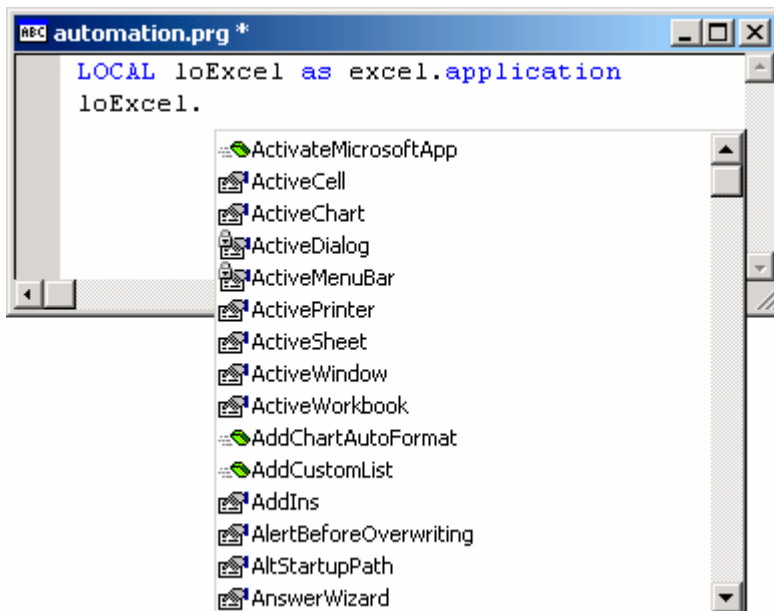 ABC automation.prg *
LOCAL loExcel as excel.application
loExcel.
ActivateMicrosoftApp
ActiveCell
ActiveChart
ActiveDialog
ActiveMenuBar
ActivePrinter
ActiveSheet
ActiveWindow
ActiveWorkbook
AddChartAutoFormat
AddCustomList
AddIns
AlertBeforeOverwriting
AltStartupPath
AnswerWizard